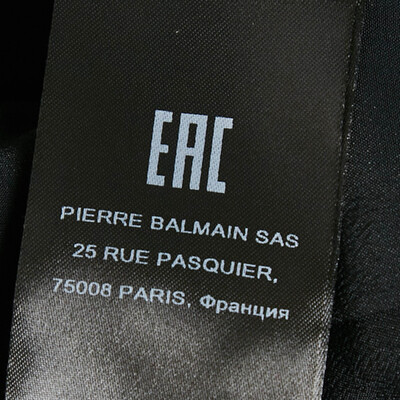 EAC
PIERRE BALMAIN SAS
25 RUE PASQUIER,
75008 PARIS, Франция